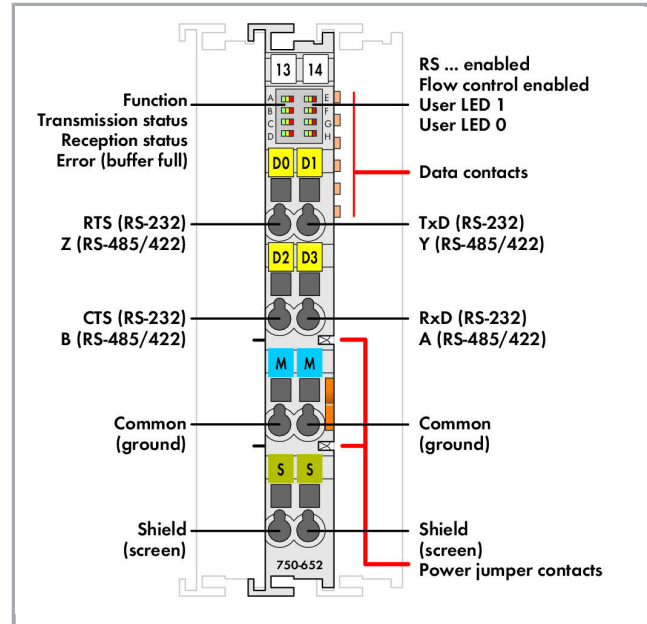 13 14
RS ... enabled
Flow control enabled
User LED 1
User LED 0
Function
Transmission status
Reception status
Error (buffer full)
A E
B F
C G
D H
D0 D1
Data contacts
RTS (RS-232)
Z (RS-485/422)
TxD (RS-232)
Y (RS-485/422)
D2 D3
CTS (RS-232)
B (RS-485/422)
RxD (RS-232)
A (RS-485/422)
M M
Common
(ground)
Common
(ground)
S S
Shield
(screen)
Shield
(screen)
Power jumper contacts
750-652